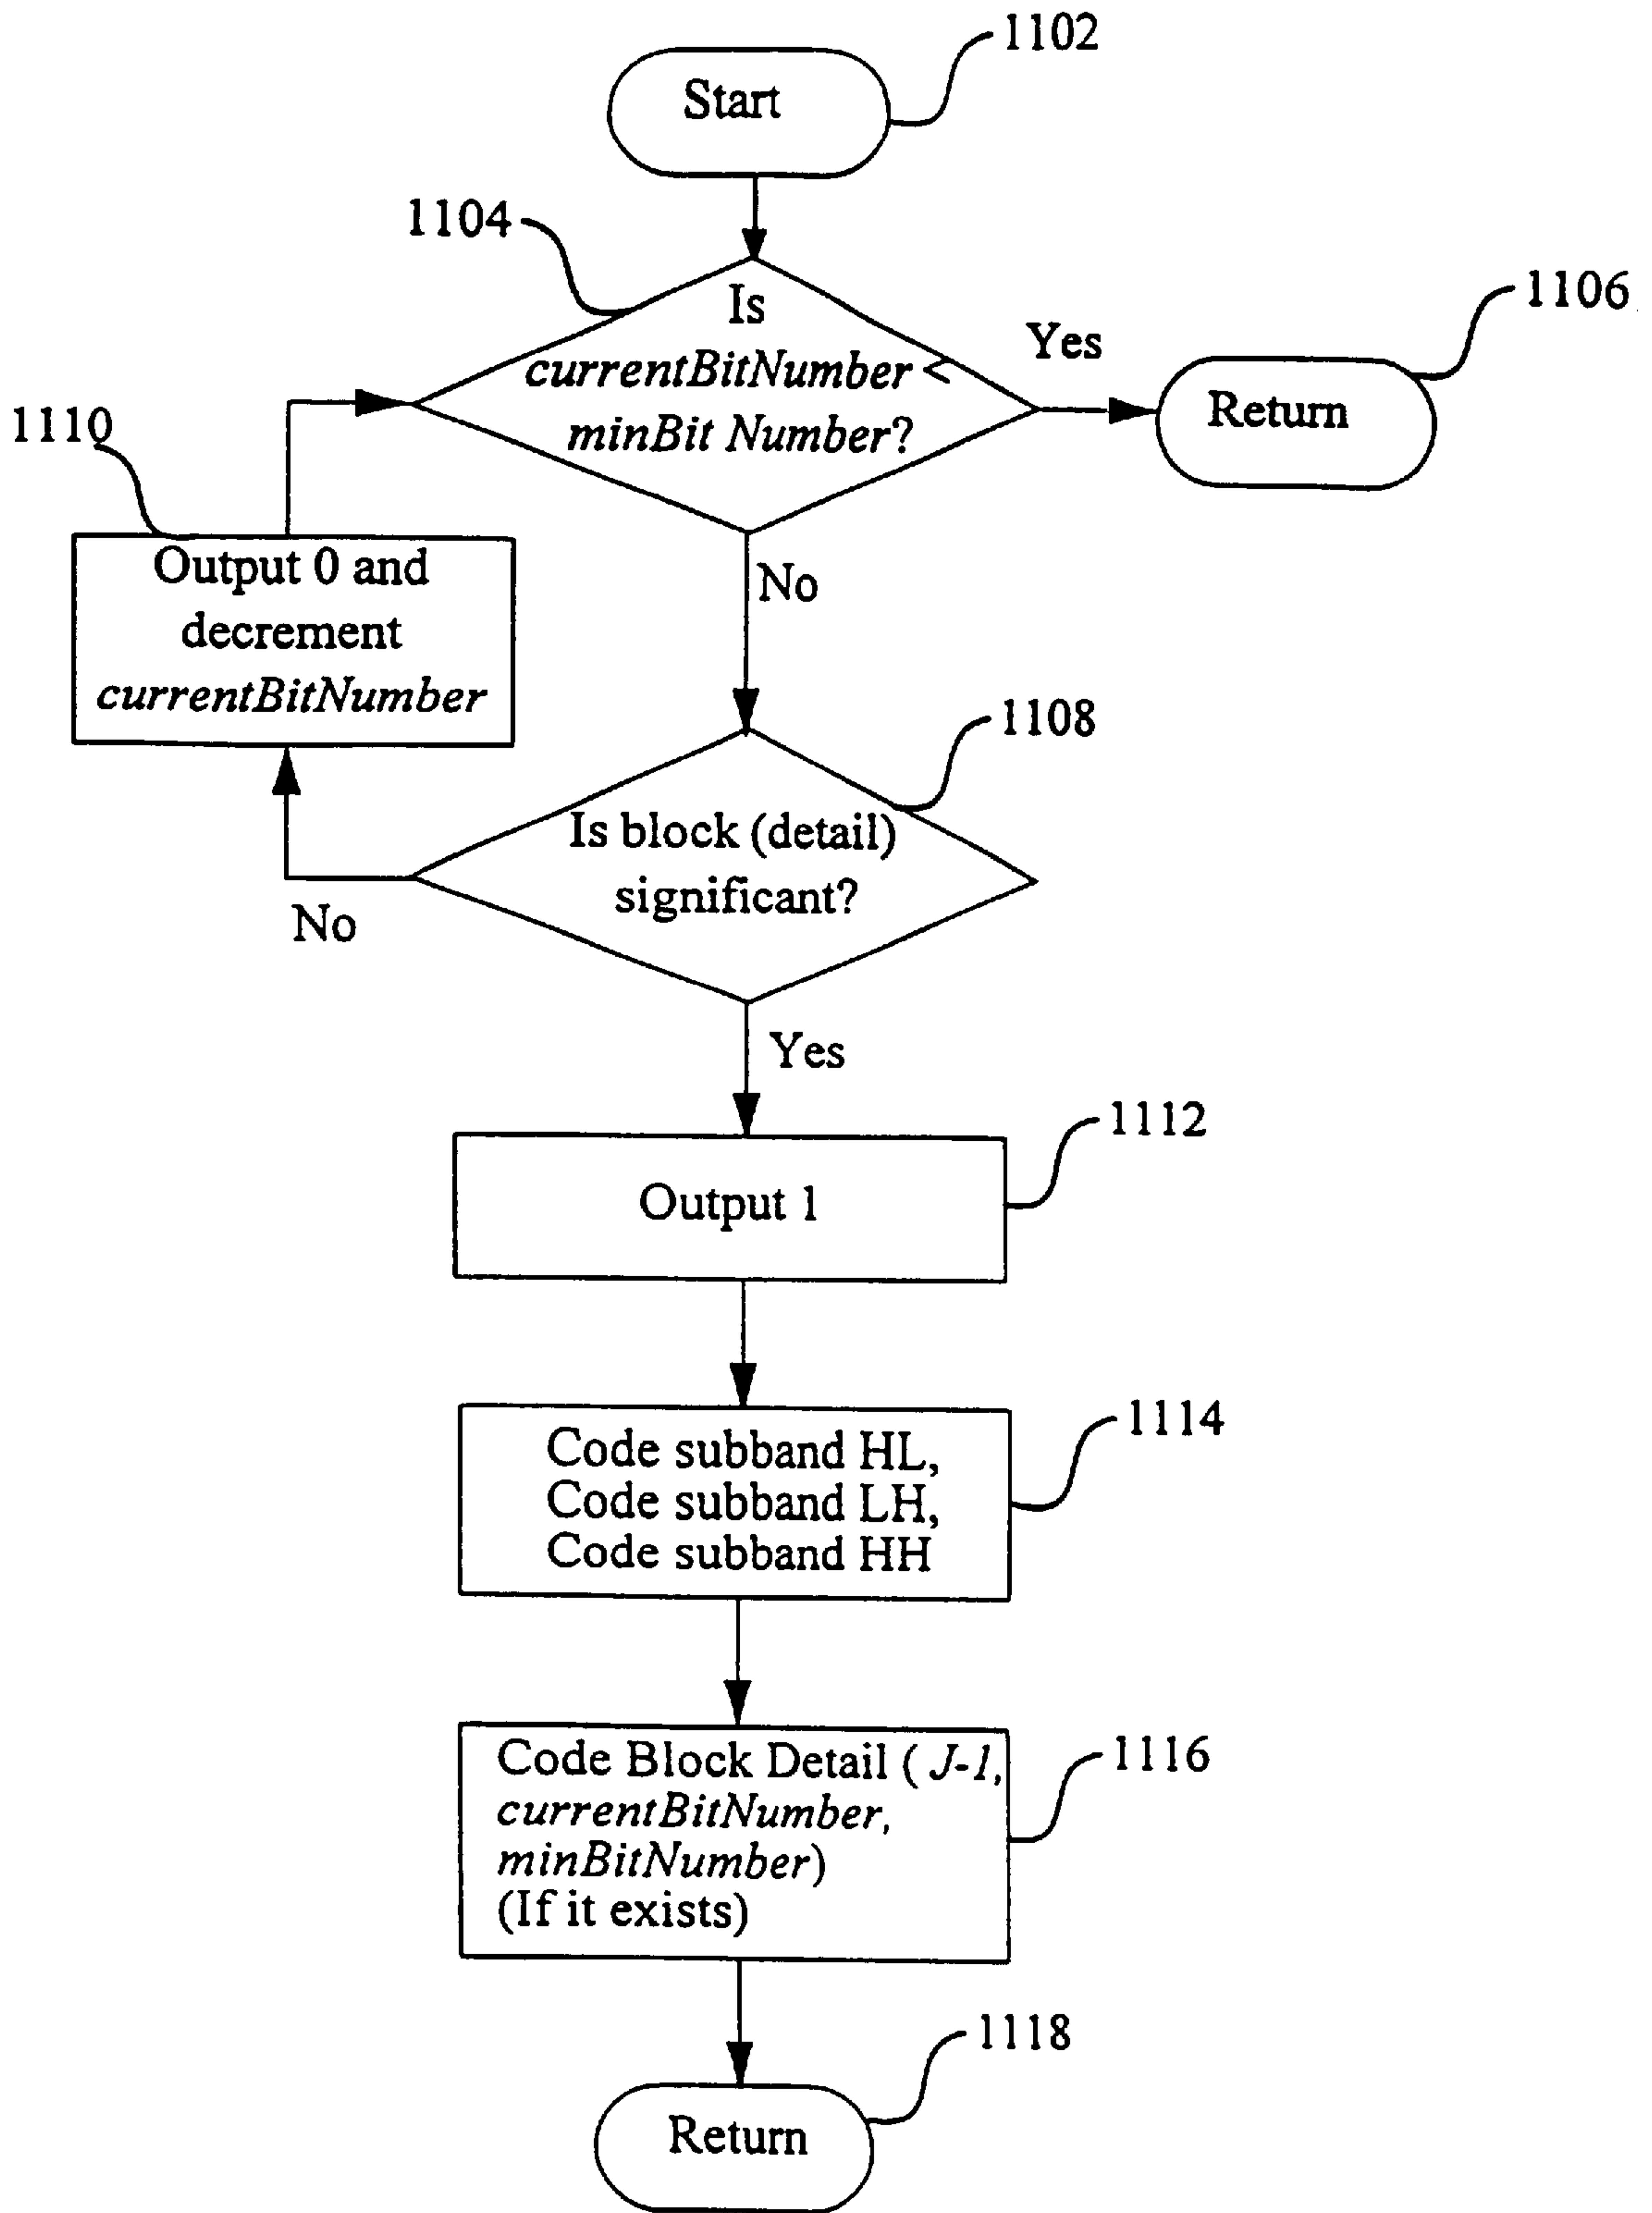 1102
Start
1104
Is
currentBitNumber <
minBit Number?
Yes
1106
Return
1110
Output 0 and
decrement
currentBitNumber
No
1108
Is block (detail)
significant?
No
Yes
1112
Output 1
1114
Code subband HL,
Code subband LH,
Code subband HH
1116
Code Block Detail ( J-1,
currentBitNumber,
minBitNumber)
(If it exists)
1118
Return